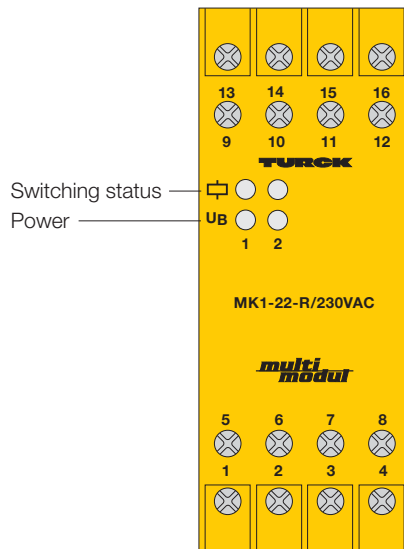 13 14 15 16
9 10 11 12
TURCK
Switching status
Power UB
1 2
MK1-22-R/230VAC
multi
modul
5 6 7 8
1 2 3 4